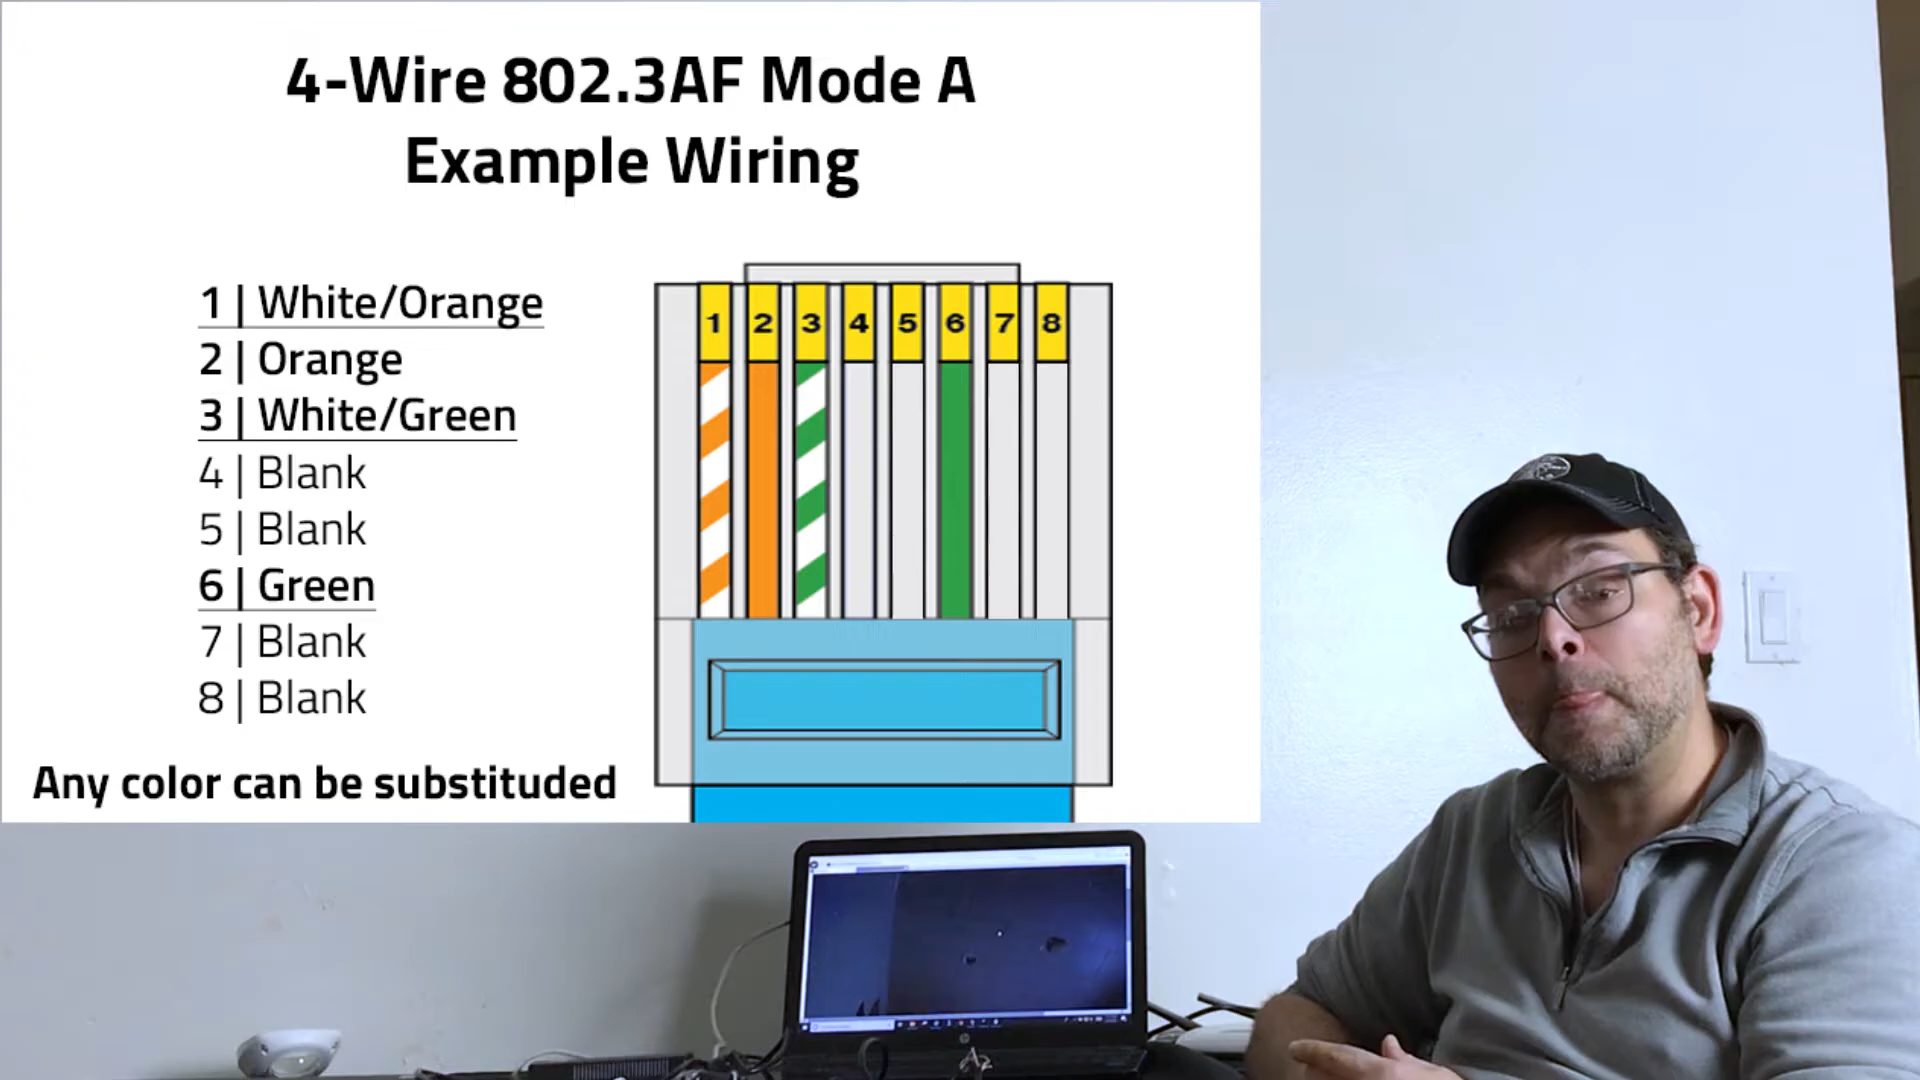 4-Wire 802.3AF Mode A
Example Wiring
1 | White/Orange
2 | Orange
3 | White/Green
4 | Blank
5 | Blank
6 | Green
7 | Blank
8 | Blank
1 2 3 4 5 6 7 8
Any color can be substituded